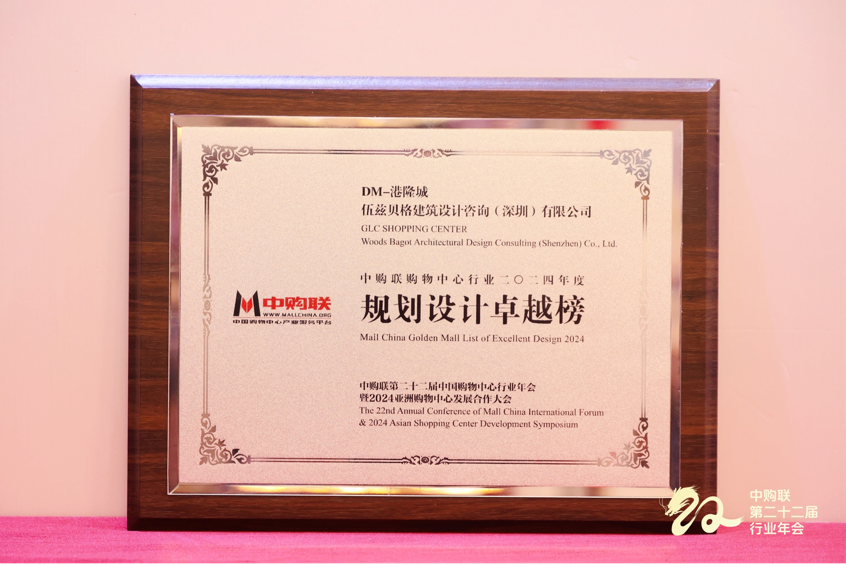 DM-港隆城
伍兹贝格建筑设计咨询（深圳）有限公司
GLC SHOPPING CENTER
Woods Bagot Architectural Design Consulting (Shenzhen) Co., Ltd.
中购联购物中心行业二〇二四年度
规划设计卓越榜
Mall China Golden Mall List of Excellent Design 2024
中购联
WWW.MALLCHINA.ORG
中国购物中心产业服务平台
中购联第二十二届中国购物中心行业年会
暨2024亚洲购物中心发展合作大会
The 22nd Annual Conference of Mall China International Forum
& 2024 Asian Shopping Center Development Symposium
中购联
第二十二届
行业年会